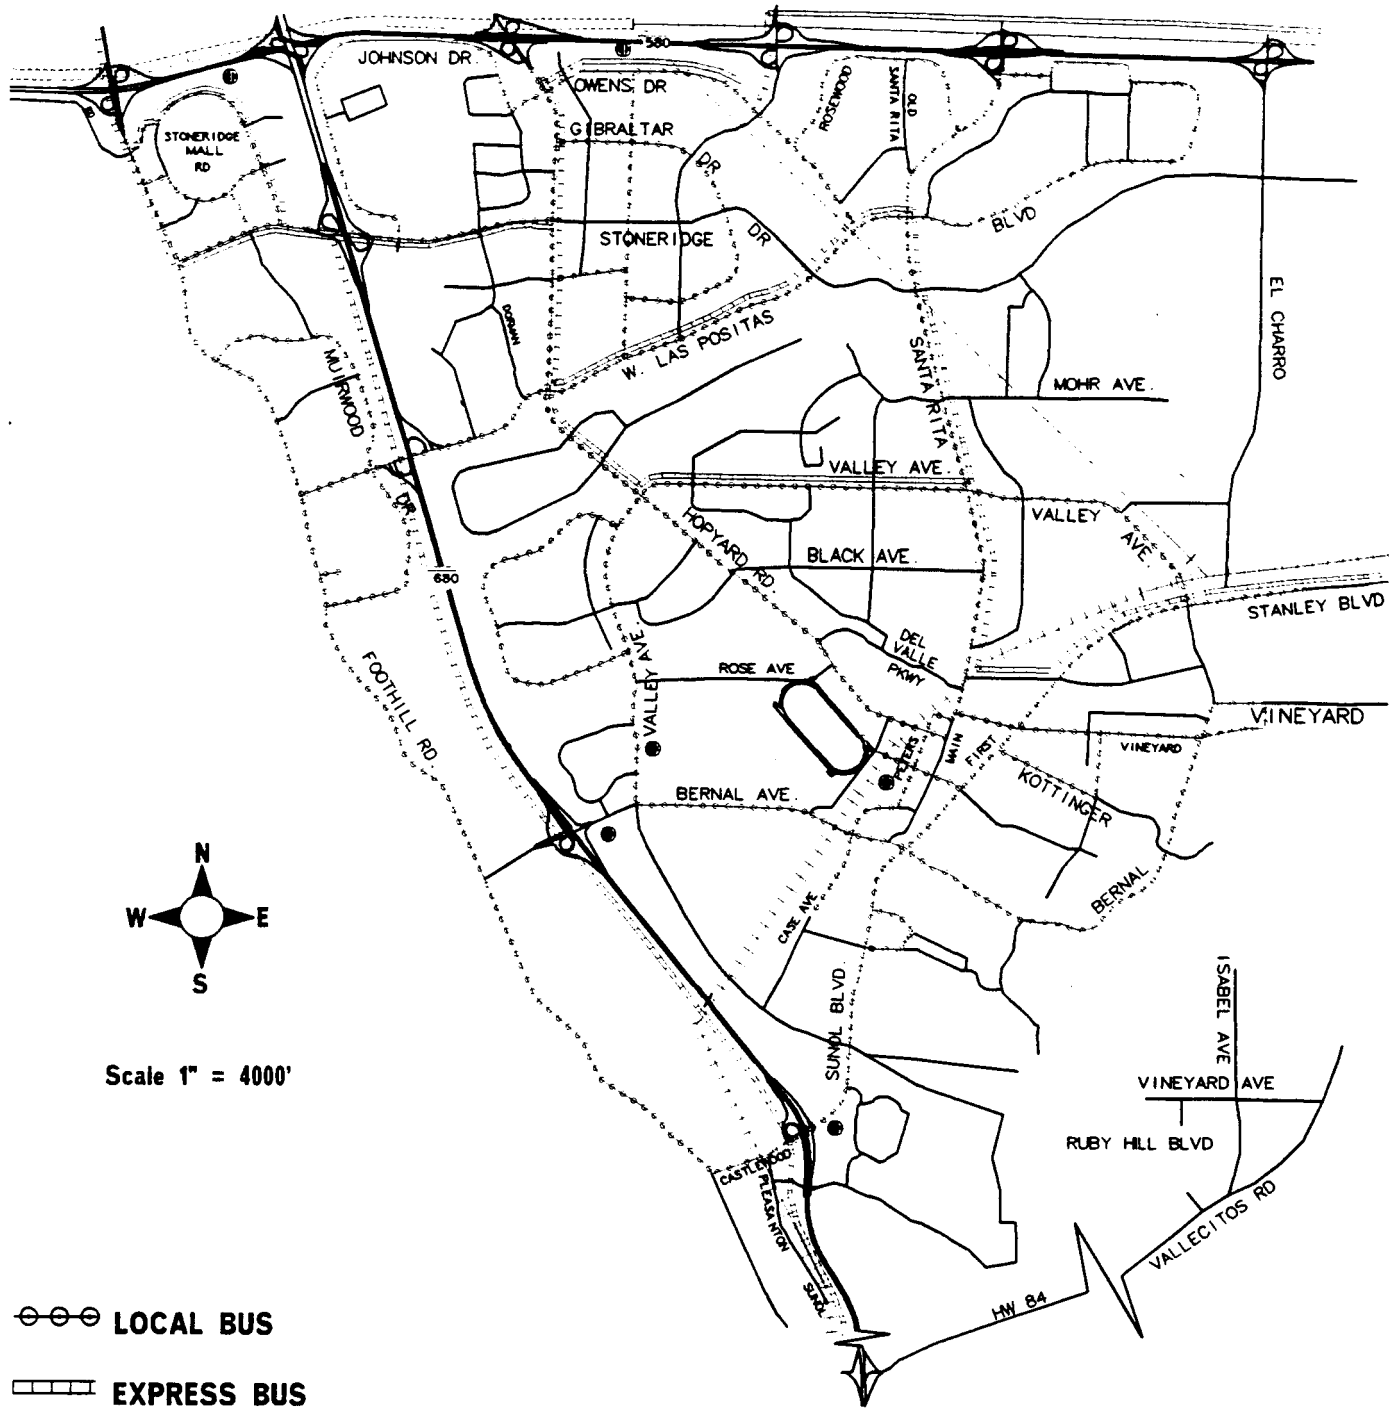 580
JOHNSON DR.
OWENS DR
GIBRALTAR
DR
ROSEWOOD
OLD
SANTA RITA
STONERIDGE
MALL
RD
STONERIDGE
DR
BLVD
EL CHARRO
DORMAN
W. LAS POSITAS
SANTA RITA
MUIRWOOD
DR.
MOHR AVE.
VALLEY AVE.
VALLEY
AVE
HOPYARD RD.
BLACK AVE.
680
STANLEY BLVD
DEL
VALLE
PKWY
FOOTHILL RD.
VALLEY AVE
ROSE AVE
VINEYARD
VINEYARD
PETERS
MAIN
FIRST
KOTTINGER
BERNAL AVE.
BERNAL
N
W
E
S
CASE AVE
SUNOL BLVD.
ISABEL AVE
Scale 1" = 4000'
VINEYARD AVE
RUBY HILL BLVD
CASTLEWOOD
PLEASANTON
SUNOL
VALLECITOS RD
HW 84
LOCAL BUS
EXPRESS BUS